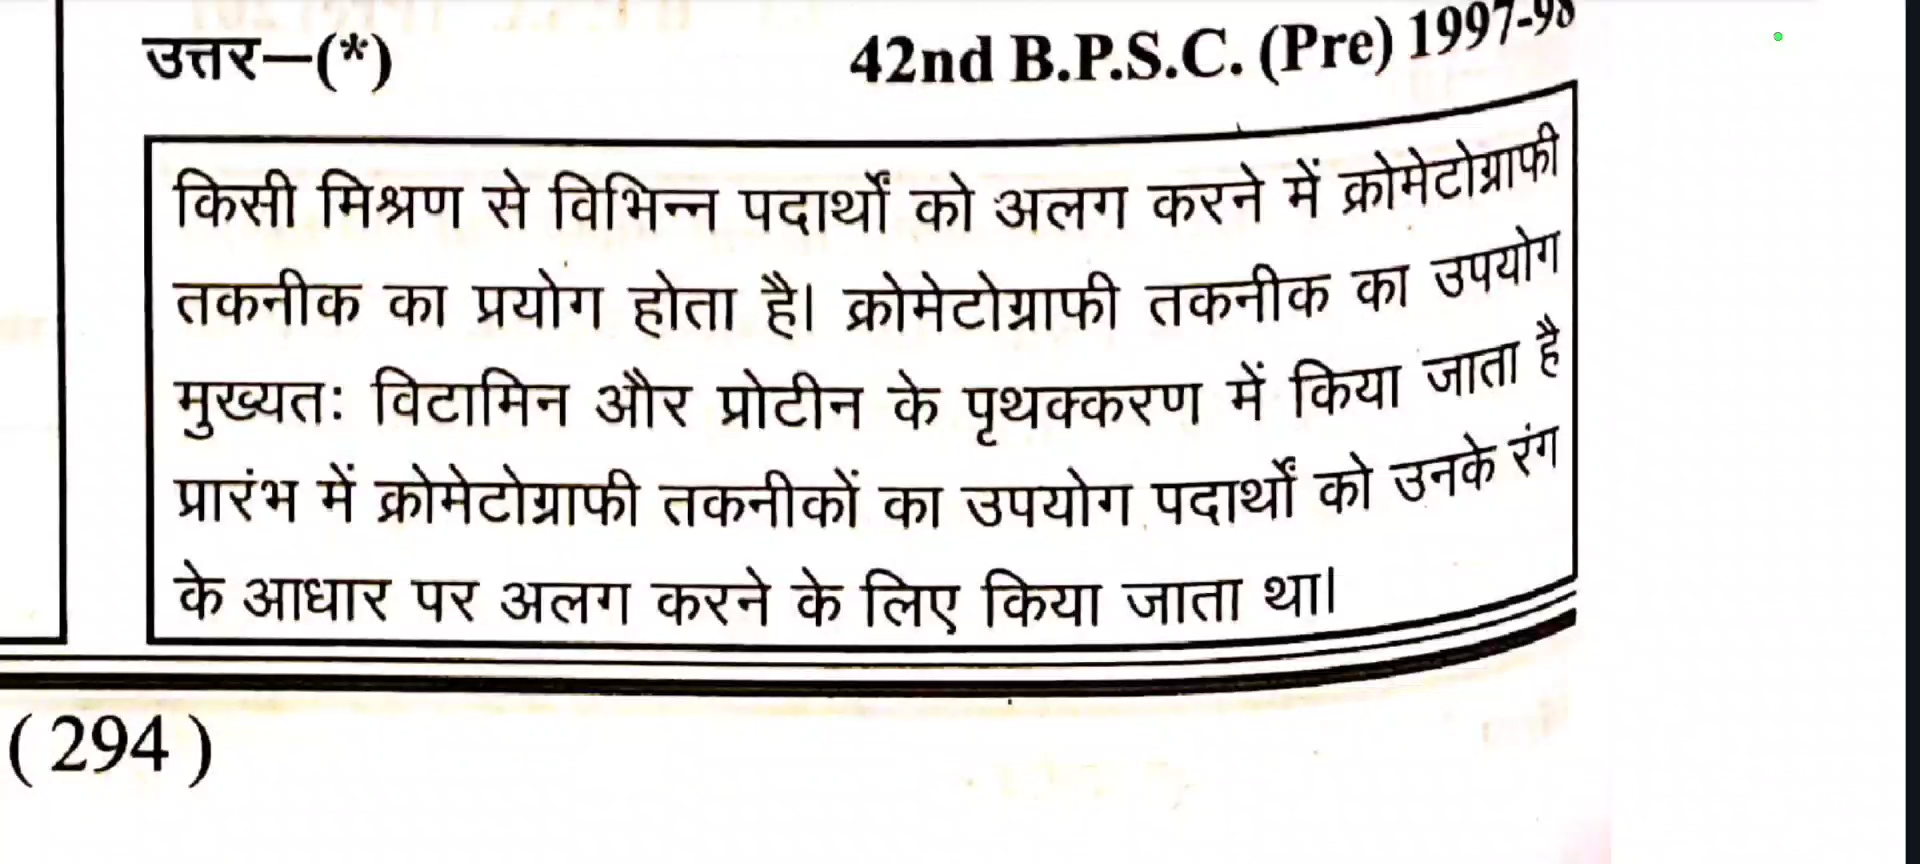 उत्तर—(*)
42nd B.P.S.C. (Pre) 1997-98
किसी मिश्रण से विभिन्न पदार्थों को अलग करने में क्रोमेटोग्राफी
तकनीक का प्रयोग होता है। क्रोमेटोग्राफी तकनीक का उपयोग
मुख्यतः विटामिन और प्रोटीन के पृथक्करण में किया जाता है
प्रारंभ में क्रोमेटोग्राफी तकनीकों का उपयोग पदार्थों को उनके रंग
के आधार पर अलग करने के लिए किया जाता था।
(294)